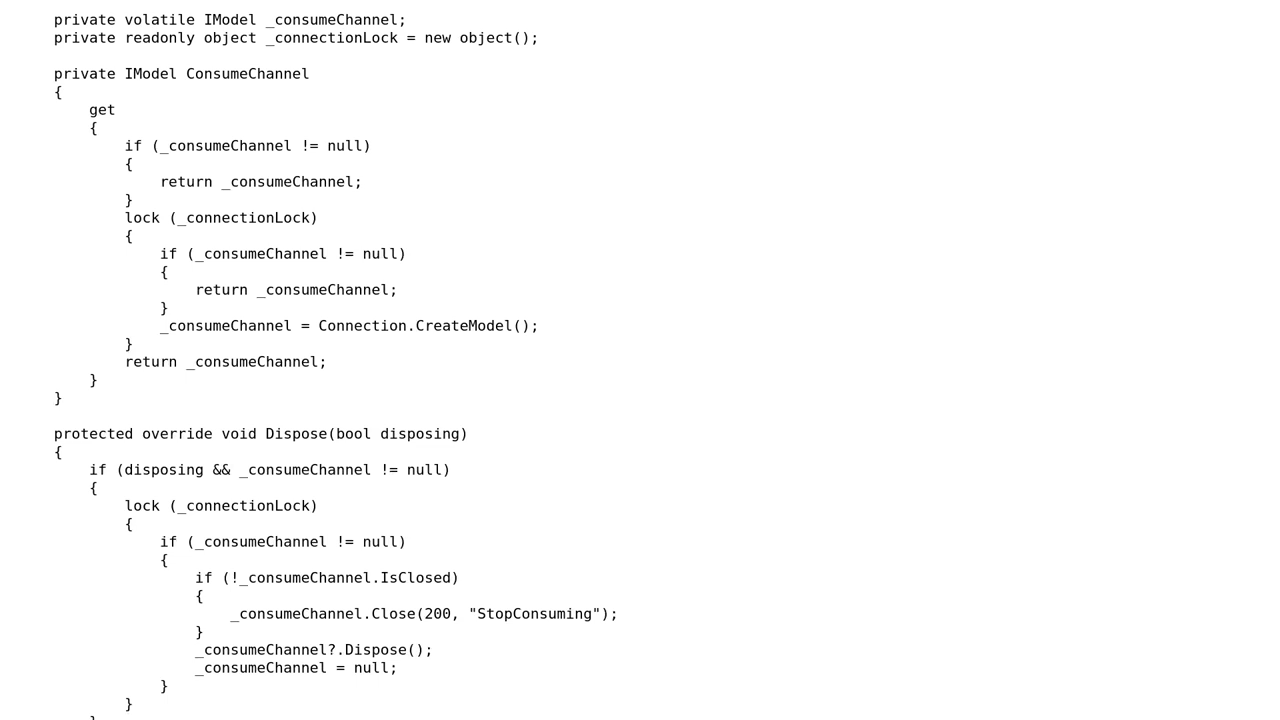 private volatile IModel _consumeChannel;
private readonly object _connectionLock = new object();
private IModel ConsumeChannel
{
get
{
if (_consumeChannel != null)
{
return _consumeChannel;
}
lock (_connectionLock)
{
if (_consumeChannel != null)
{
return _consumeChannel;
}
_consumeChannel = Connection.CreateModel();
}
return _consumeChannel;
}
}
protected override void Dispose(bool disposing)
{
if (disposing && _consumeChannel != null)
{
lock (_connectionLock)
{
if (_consumeChannel != null)
{
if (!_consumeChannel.IsClosed)
{
_consumeChannel.Close(200, "StopConsuming");
}
_consumeChannel?.Dispose();
_consumeChannel = null;
}
}
}